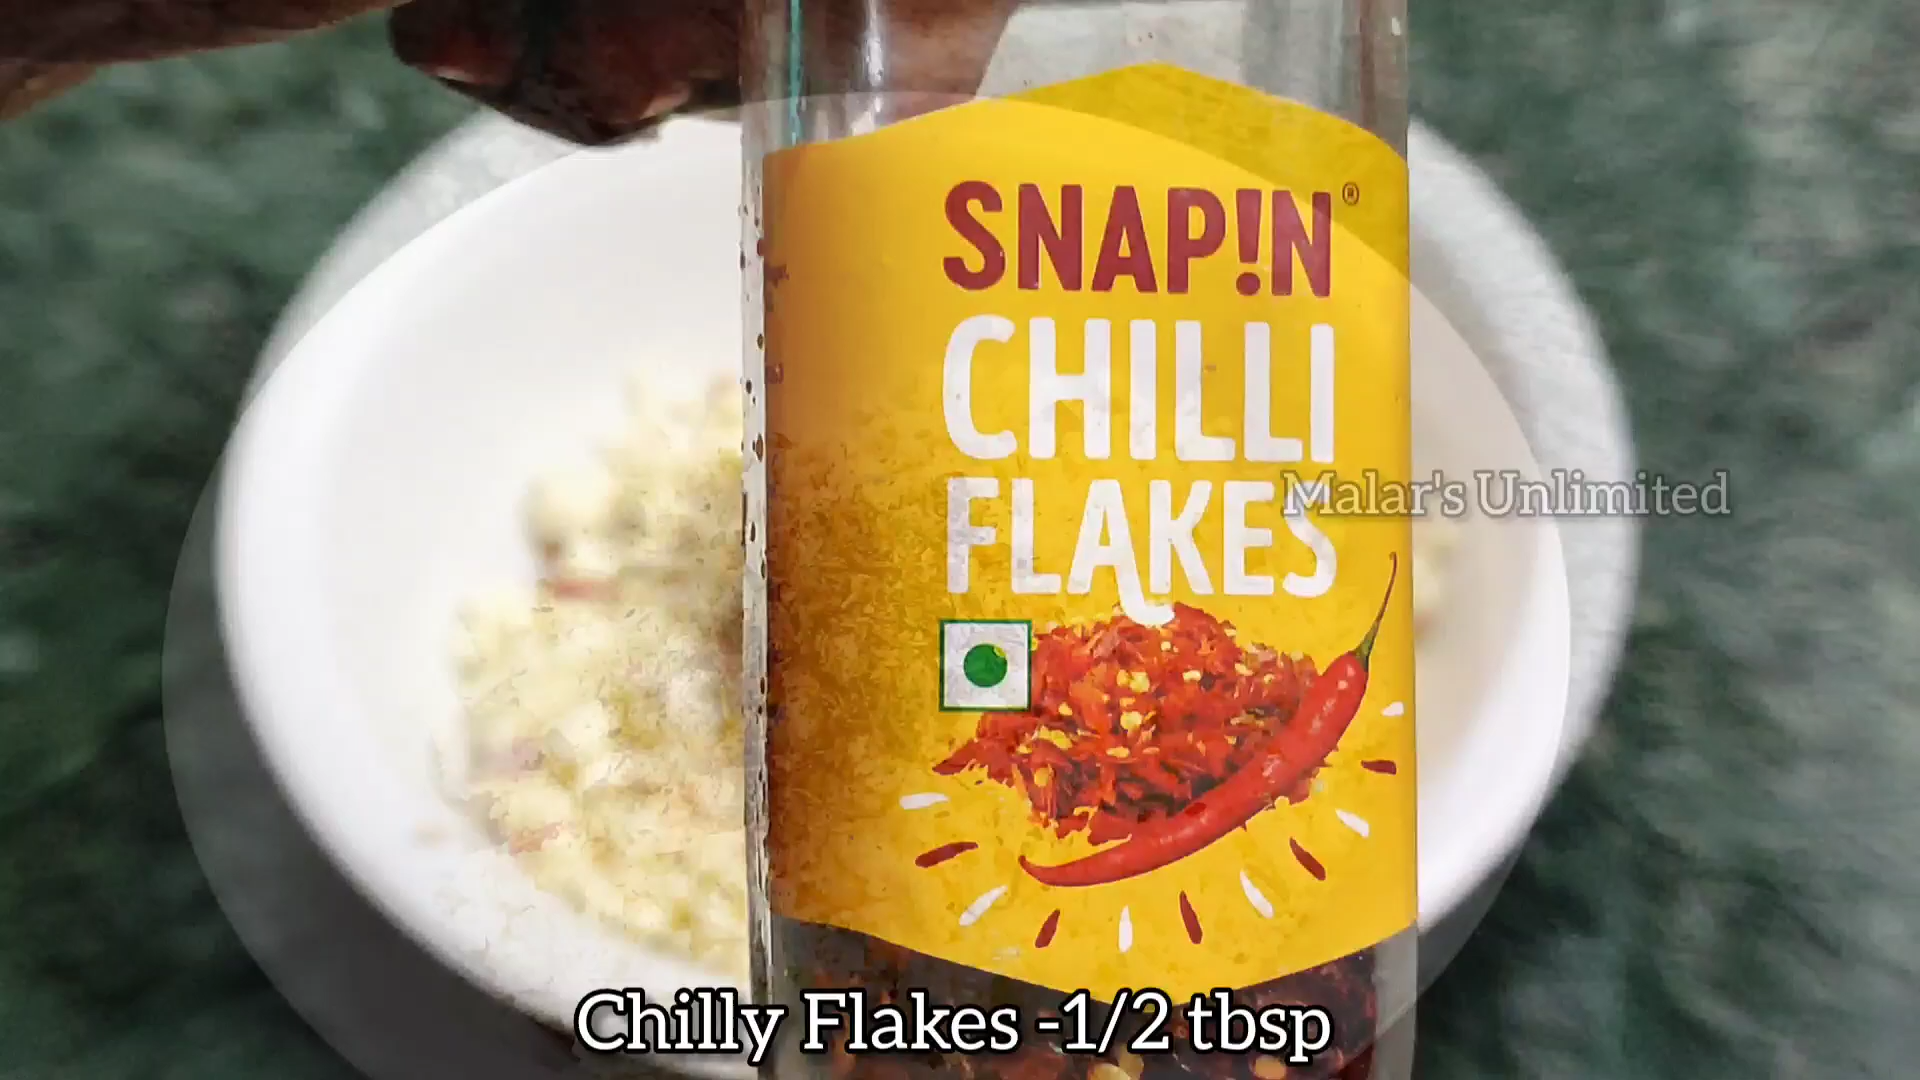 SNAP!N®
CHILLI
FLAKES
Malar's Unlimited
Chilly Flakes -1/2 tbsp